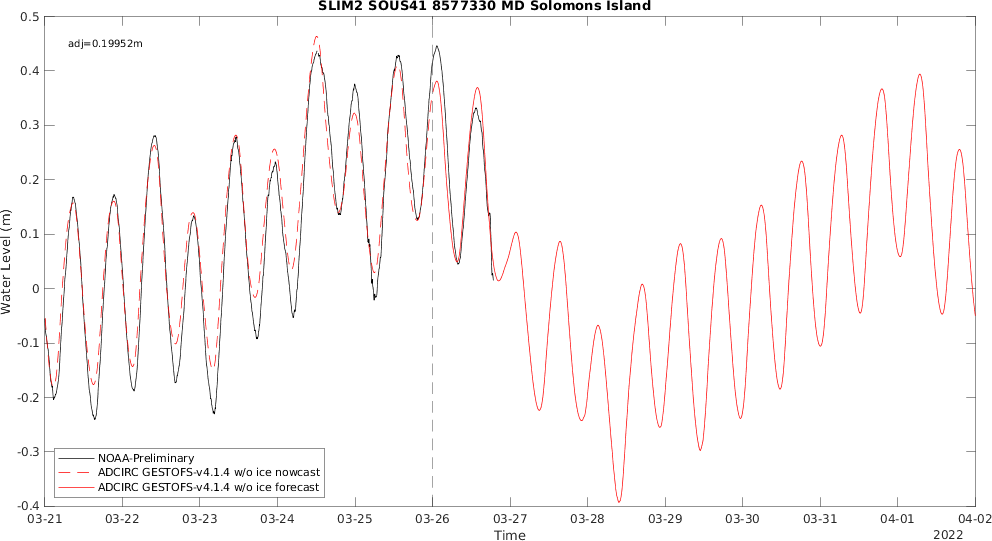 SLIM2 SOUS41 8577330 MD Solomons Island
adj=0.19952m
0.5
0.4
0.3
0.2
0.1
0
-0.1
-0.2
-0.3
-0.4
Water Level (m)
NOAA-Preliminary
ADCIRC GESTOFS-v4.1.4 w/o ice nowcast
ADCIRC GESTOFS-v4.1.4 w/o ice forecast
03-21 03-22 03-23 03-24 03-25 03-26 03-27 03-28 03-29 03-30 03-31 04-01 04-02
Time
2022